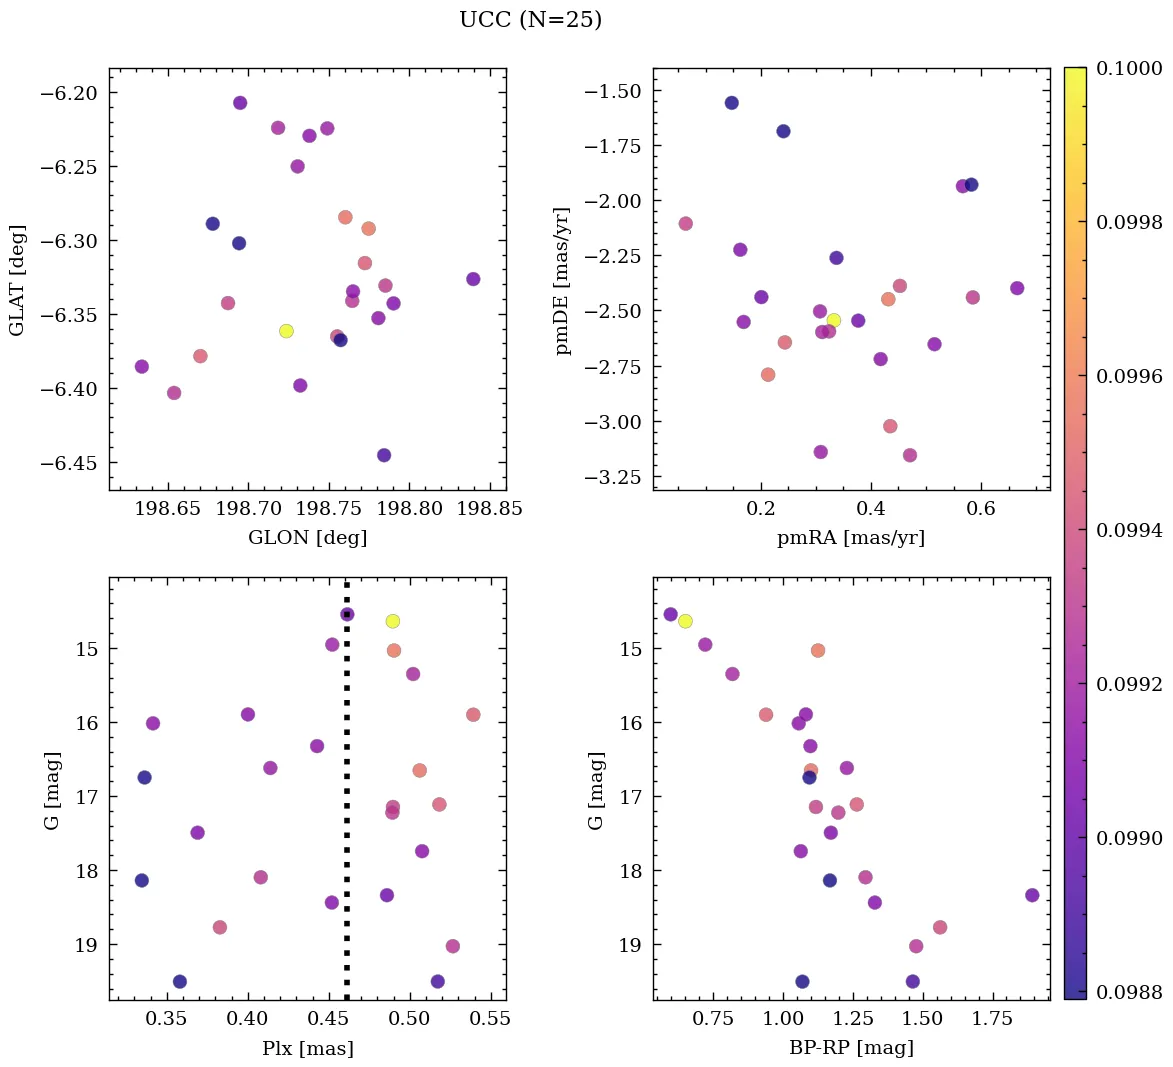 UCC (N=25)
−6.20
−6.25
−6.30
−6.35
−6.40
−6.45
GLAT [deg]
198.65 198.70 198.75 198.80 198.85
GLON [deg]
−1.50
−1.75
−2.00
−2.25
−2.50
−2.75
−3.00
−3.25
pmDE [mas/yr]
0.2 0.4 0.6
pmRA [mas/yr]
15
16
17
18
19
G [mag]
0.35 0.40 0.45 0.50 0.55
Plx [mas]
15
16
17
18
19
G [mag]
0.75 1.00 1.25 1.50 1.75
BP-RP [mag]
0.1000
0.0998
0.0996
0.0994
0.0992
0.0990
0.0988